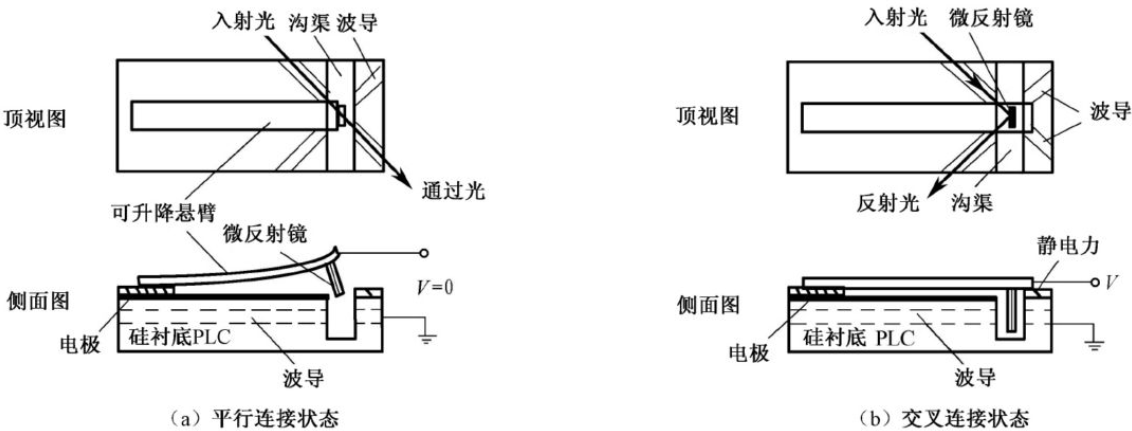 入射光 沟渠 波导
顶视图
通过光
可升降悬臂
微反射镜
V=0
侧面图
电极
硅衬底PLC
波导
（a）平行连接状态
入射光 微反射镜
顶视图
波导
反射光
沟渠
静电力
V
侧面图
电极
硅衬底 PLC
波导
（b）交叉连接状态